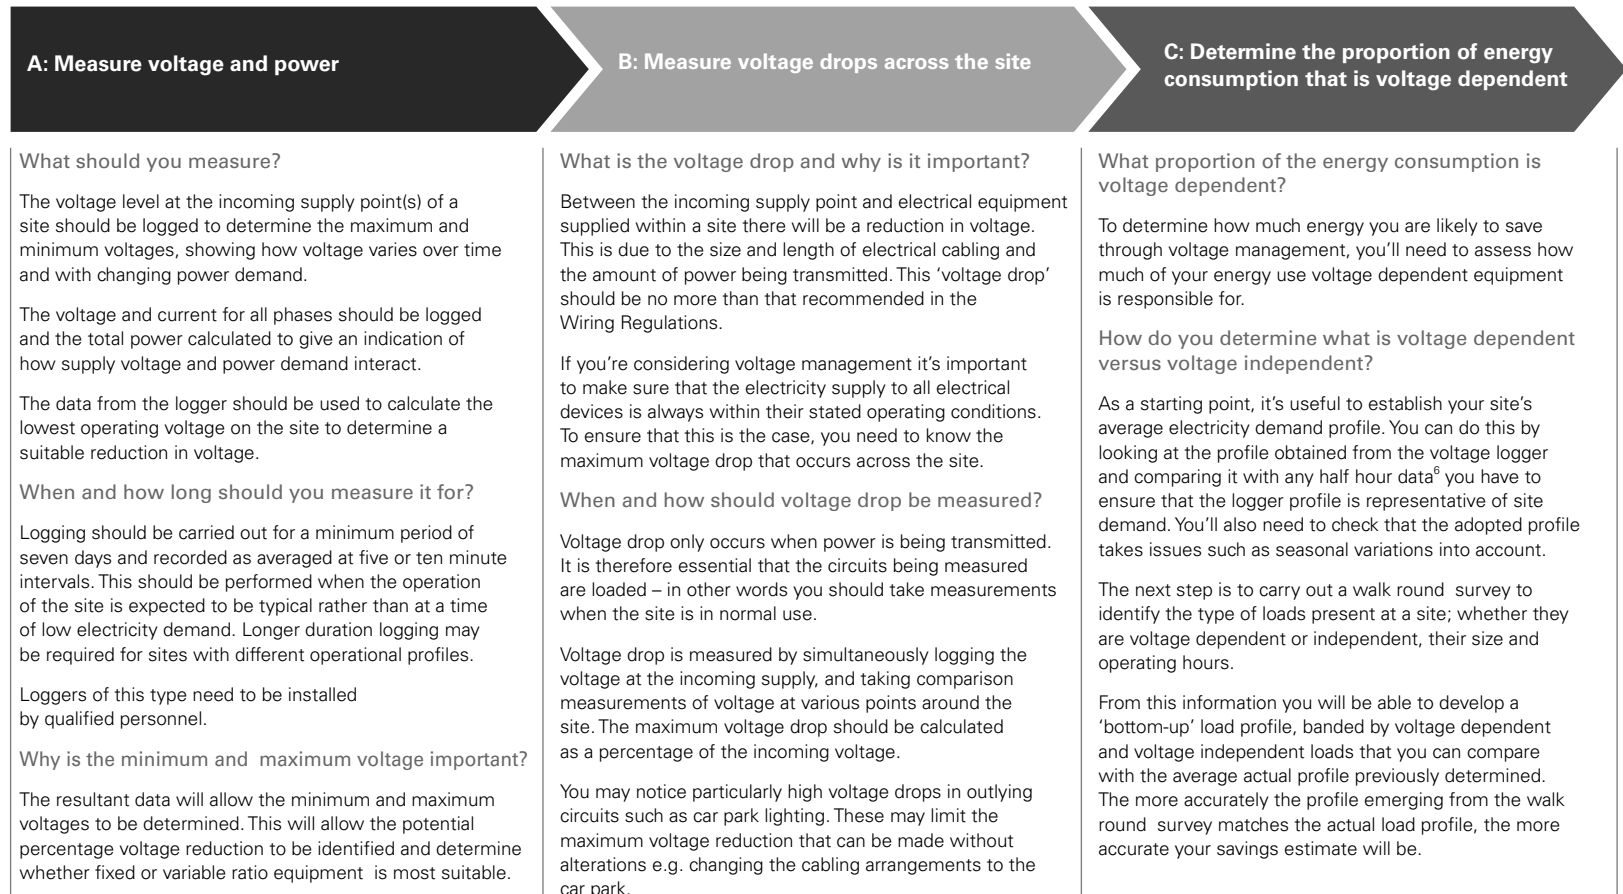 A: Measure voltage and power
What should you measure?
The voltage level at the incoming supply point(s) of a
site should be logged to determine the maximum and
minimum voltages, showing how voltage varies over time
and with changing power demand.
The voltage and current for all phases should be logged
and the total power calculated to give an indication of
how supply voltage and power demand interact.
The data from the logger should be used to calculate the
lowest operating voltage on the site to determine a
suitable reduction in voltage.
When and how long should you measure it for?
Logging should be carried out for a minimum period of
seven days and recorded as averaged at five or ten minute
intervals. This should be performed when the operation
of the site is expected to be typical rather than at a time
of low electricity demand. Longer duration logging may
be required for sites with different operational profiles.
Loggers of this type need to be installed
by qualified personnel.
Why is the minimum and maximum voltage important?
The resultant data will allow the minimum and maximum
voltages to be determined. This will allow the potential
percentage voltage reduction to be identified and determine
whether fixed or variable ratio equipment is most suitable.
B: Measure voltage drops across the site
What is the voltage drop and why is it important?
Between the incoming supply point and electrical equipment
supplied within a site there will be a reduction in voltage.
This is due to the size and length of electrical cabling and
the amount of power being transmitted. This ‘voltage drop’
should be no more than that recommended in the
Wiring Regulations.
If you’re considering voltage management it’s important
to make sure that the electricity supply to all electrical
devices is always within their stated operating conditions.
To ensure that this is the case, you need to know the
maximum voltage drop that occurs across the site.
When and how should voltage drop be measured?
Voltage drop only occurs when power is being transmitted.
It is therefore essential that the circuits being measured
are loaded – in other words you should take measurements
when the site is in normal use.
Voltage drop is measured by simultaneously logging the
voltage at the incoming supply, and taking comparison
measurements of voltage at various points around the
site. The maximum voltage drop should be calculated
as a percentage of the incoming voltage.
You may notice particularly high voltage drops in outlying
circuits such as car park lighting. These may limit the
maximum voltage reduction that can be made without
alterations e.g. changing the cabling arrangements to the
car park.
C: Determine the proportion of energy
consumption that is voltage dependent
What proportion of the energy consumption is
voltage dependent?
To determine how much energy you are likely to save
through voltage management, you’ll need to assess how
much of your energy use voltage dependent equipment
is responsible for.
How do you determine what is voltage dependent
versus voltage independent?
As a starting point, it’s useful to establish your site’s
average electricity demand profile. You can do this by
looking at the profile obtained from the voltage logger
and comparing it with any half hour data⁶ you have to
ensure that the logger profile is representative of site
demand. You’ll also need to check that the adopted profile
takes issues such as seasonal variations into account.
The next step is to carry out a walk round survey to
identify the type of loads present at a site; whether they
are voltage dependent or independent, their size and
operating hours.
From this information you will be able to develop a
‘bottom-up’ load profile, banded by voltage dependent
and voltage independent loads that you can compare
with the average actual profile previously determined.
The more accurately the profile emerging from the walk
round survey matches the actual load profile, the more
accurate your savings estimate will be.